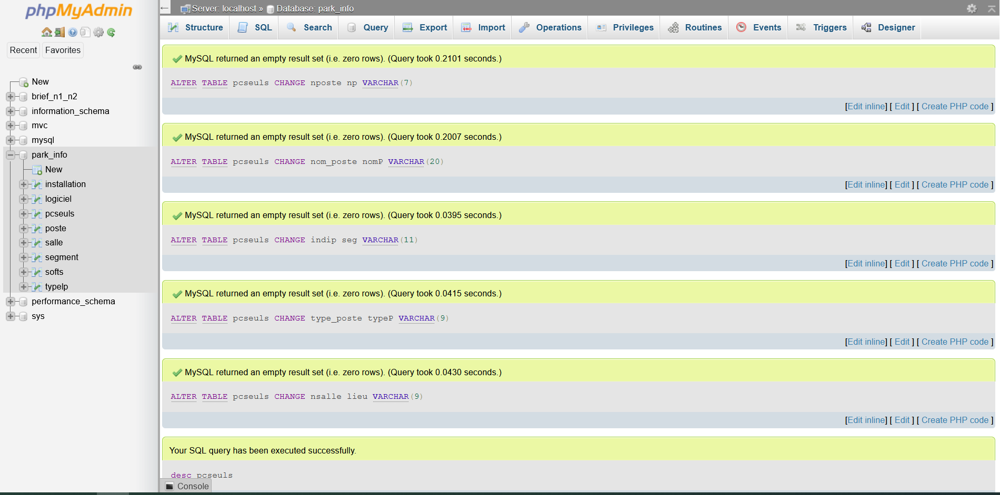 phpMyAdmin
Recent Favorites
New
brief_n1_n2
information_schema
mvc
mysql
park_info
New
installation
logiciel
pcseuls
poste
salle
segment
softs
typelp
performance_schema
sys
Server: localhost » Database: park_info
Structure SQL Search Query Export Import Operations Privileges Routines Events Triggers Designer
MySQL returned an empty result set (i.e. zero rows). (Query took 0.2101 seconds.)
ALTER TABLE pcseuls CHANGE nposte np VARCHAR(7)
[Edit inline] [ Edit ] [ Create PHP code ]
MySQL returned an empty result set (i.e. zero rows). (Query took 0.2007 seconds.)
ALTER TABLE pcseuls CHANGE nom_poste nomP VARCHAR(20)
[Edit inline] [ Edit ] [ Create PHP code ]
MySQL returned an empty result set (i.e. zero rows). (Query took 0.0395 seconds.)
ALTER TABLE pcseuls CHANGE indip seg VARCHAR(11)
[Edit inline] [ Edit ] [ Create PHP code ]
MySQL returned an empty result set (i.e. zero rows). (Query took 0.0415 seconds.)
ALTER TABLE pcseuls CHANGE type_poste typeP VARCHAR(9)
[Edit inline] [ Edit ] [ Create PHP code ]
MySQL returned an empty result set (i.e. zero rows). (Query took 0.0430 seconds.)
ALTER TABLE pcseuls CHANGE nsalle lieu VARCHAR(9)
[Edit inline] [ Edit ] [ Create PHP code ]
Your SQL query has been executed successfully.
desc pcseuls
Console